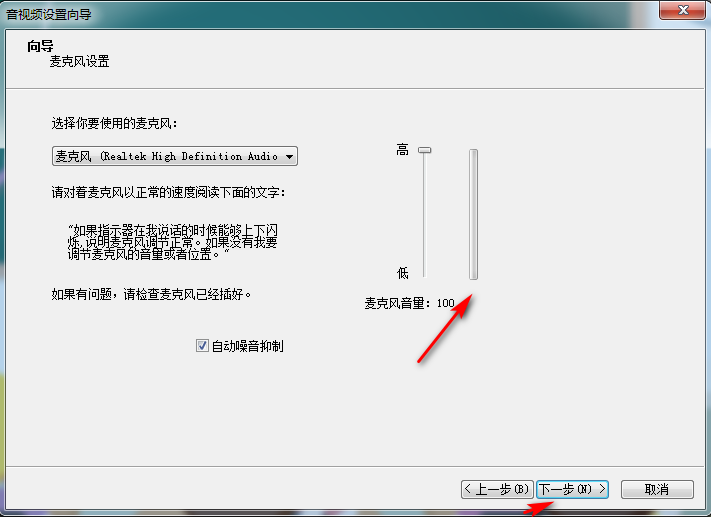 音视频设置向导
向导
麦克风设置
选择你要使用的麦克风：
麦克风 (Realtek High Definition Audio
请对着麦克风以正常的速度阅读下面的文字：
“如果指示器在我说话的时候能够上下闪
烁,说明麦克风调节正常。如果没有我要
调节麦克风的音量或者位置。“
如果有问题，请检查麦克风已经插好。
自动噪音抑制
高
低
麦克风音量：100
< 上一步(B)
下一步(N) >
取消